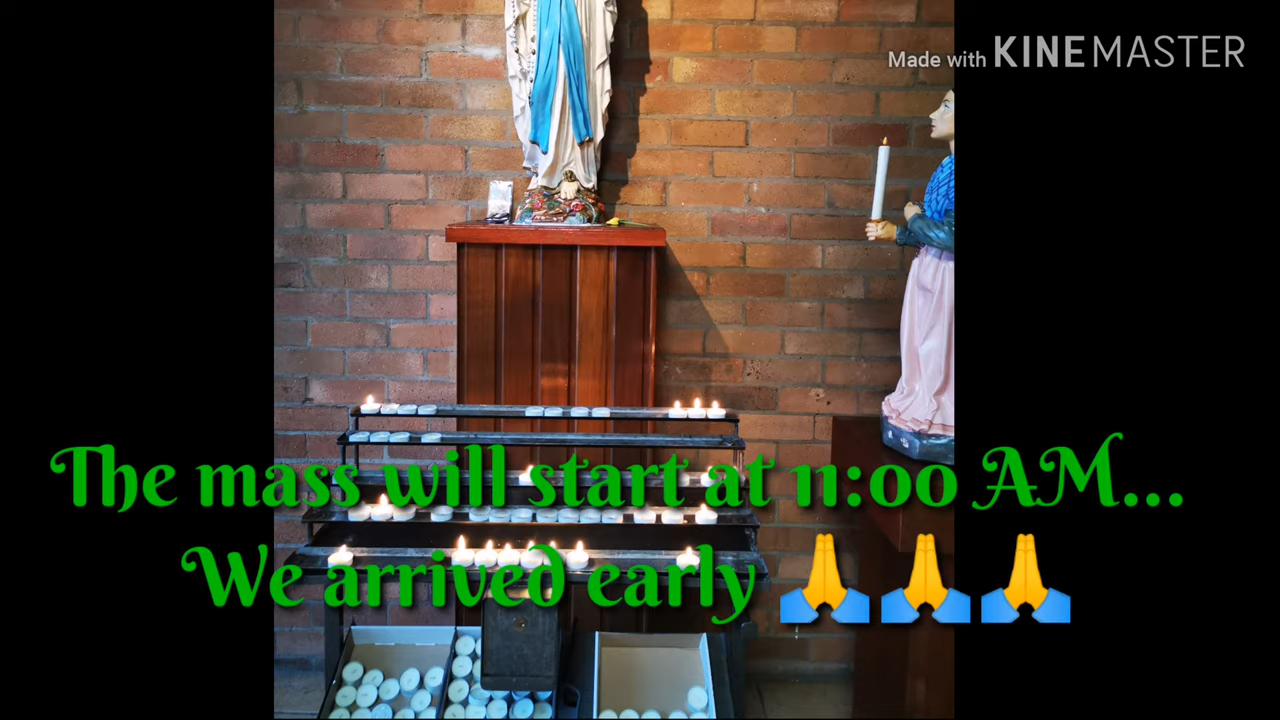 Made with KINEMASTER
The mass will start at 11:00 AM...
We arrived early 🙏🙏🙏